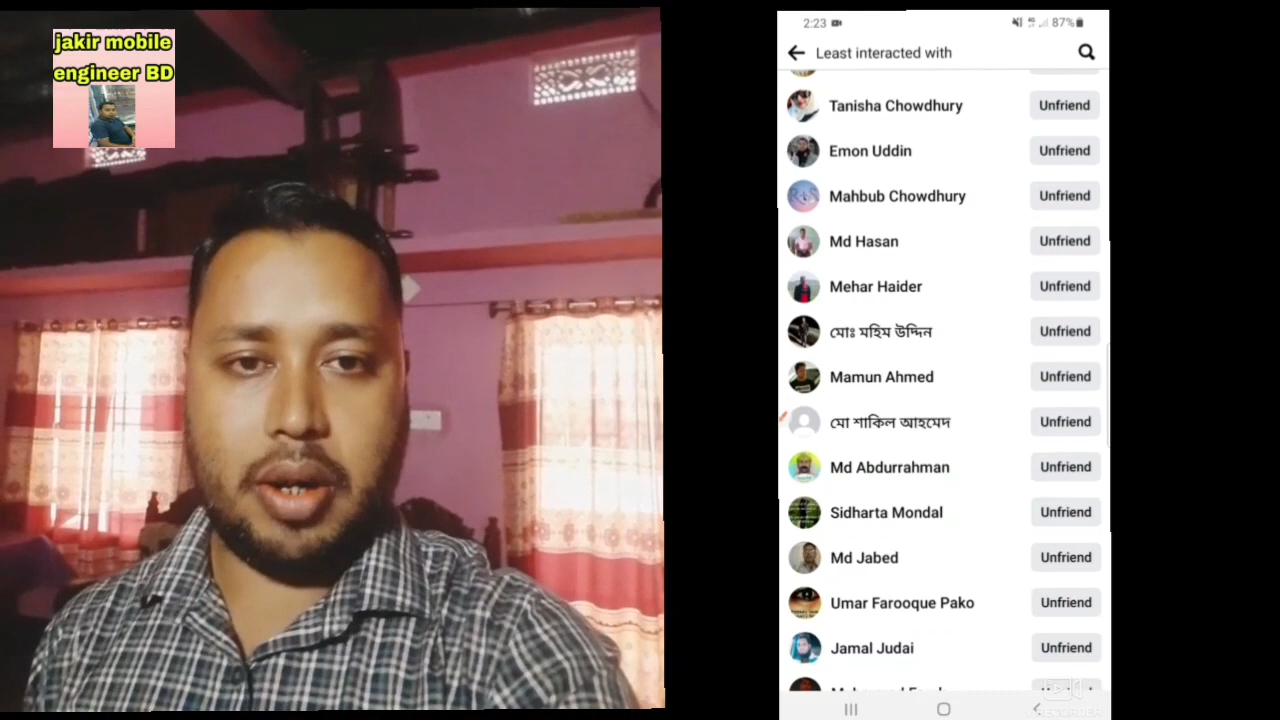 jakir mobile
engineer BD
2:23
87%
Least interacted with
Tanisha Chowdhury
Unfriend
Emon Uddin
Unfriend
Mahbub Chowdhury
Unfriend
Md Hasan
Unfriend
Mehar Haider
Unfriend
মোঃ মহিম উদ্দিন
Unfriend
Mamun Ahmed
Unfriend
মো শাকিল আহমেদ
Unfriend
Md Abdurrahman
Unfriend
Sidharta Mondal
Unfriend
Md Jabed
Unfriend
Umar Farooque Pako
Unfriend
Jamal Judai
Unfriend